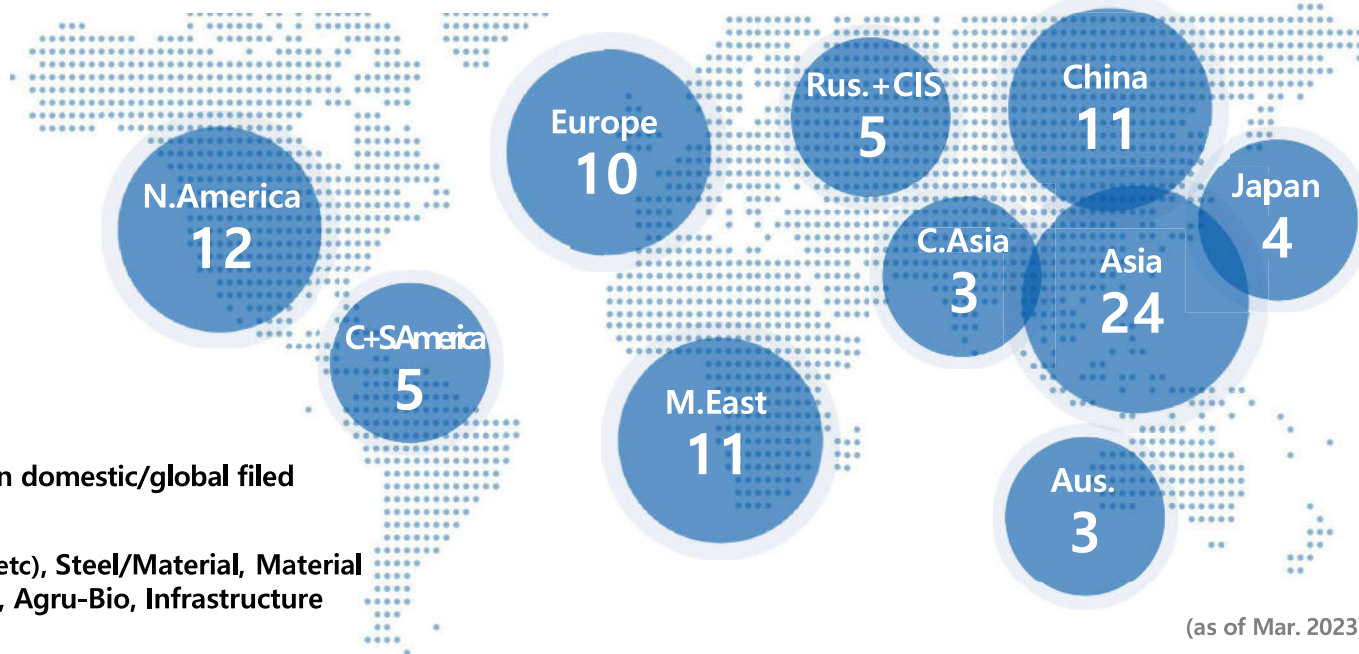 Rus.+CIS
5
China
11
Europe
10
Japan
4
N.America
12
C.Asia
3
Asia
24
C+S.America
5
M.East
11
Aus.
3
n domestic/global filed
etc), Steel/Material, Material
, Agru-Bio, Infrastructure
(as of Mar. 2023)